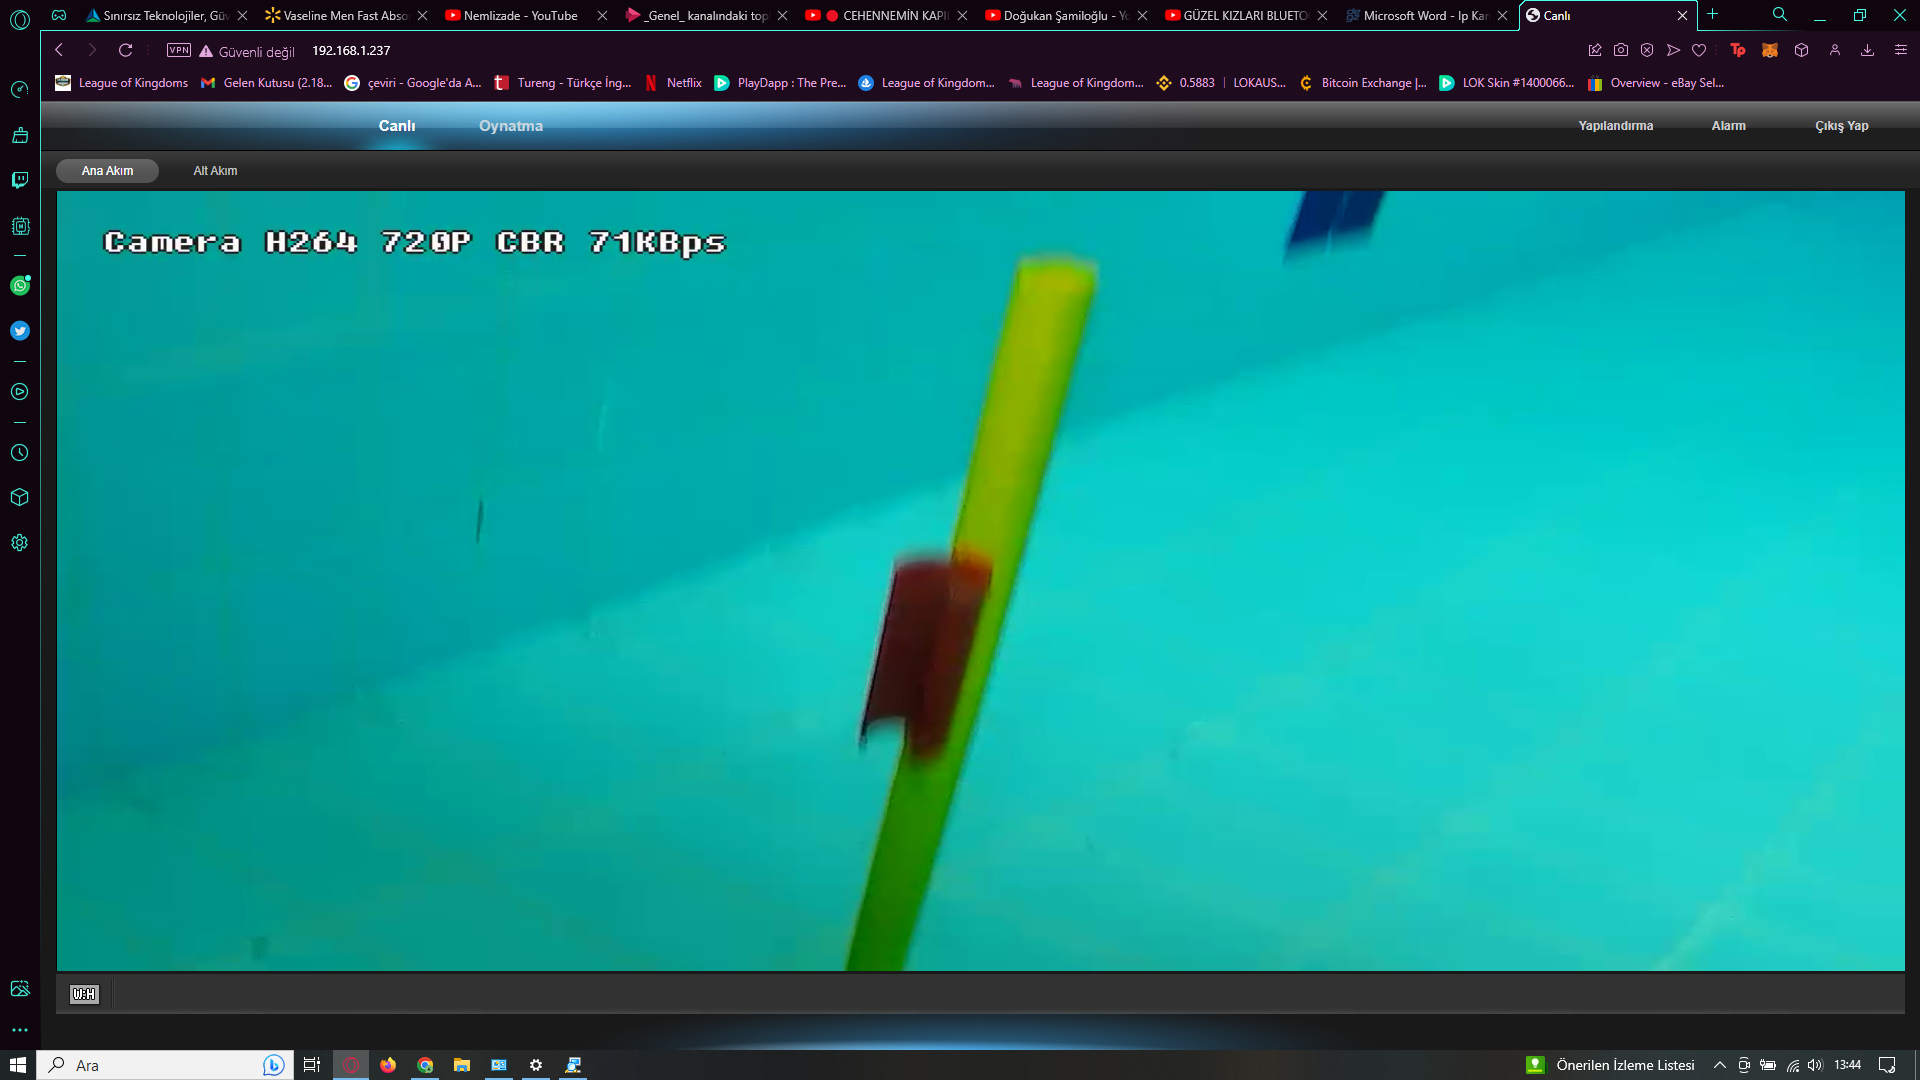 Sınırsız Teknolojiler, Güv
Vaseline Men Fast Abso
Nemlizade - YouTube
_Genel_ kanalındaki top
CEHENNEMİN KAPI
Doğukan Şamiloğlu - Yo
GÜZEL KIZLARI BLUETO
Microsoft Word - Ip Kam
Canlı
VPN
Güvenli değil
192.168.1.237
League of Kingdoms
Gelen Kutusu (2.18...
çeviri - Google'da A...
Tureng - Türkçe İng...
Netflix
PlayDapp : The Pre...
League of Kingdom...
League of Kingdom...
0.5883 | LOKAUS...
Bitcoin Exchange |...
LOK Skin #1400066...
Overview - eBay Sel...
Canlı
Oynatma
Yapılandırma
Alarm
Çıkış Yap
Ana Akım
Alt Akım
Camera H264 720P CBR 71KBps
W:H
Ara
Önerilen İzleme Listesi
13:44